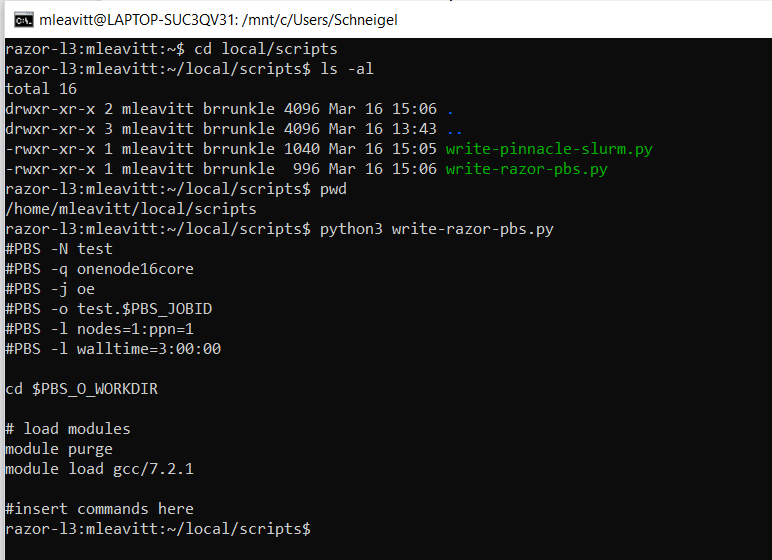 mleavitt@LAPTOP-SUC3QV31: /mnt/c/Users/Schneigel
razor-l3:mleavitt:~$ cd local/scripts
razor-l3:mleavitt:~/local/scripts$ ls -al
total 16
drwxr-xr-x 2 mleavitt brrunkle 4096 Mar 16 15:06 .
drwxr-xr-x 3 mleavitt brrunkle 4096 Mar 16 13:43 ..
-rwxr-xr-x 1 mleavitt brrunkle 1040 Mar 16 15:05 write-pinnacle-slurm.py
-rwxr-xr-x 1 mleavitt brrunkle  996 Mar 16 15:06 write-razor-pbs.py
razor-l3:mleavitt:~/local/scripts$ pwd
/home/mleavitt/local/scripts
razor-l3:mleavitt:~/local/scripts$ python3 write-razor-pbs.py
#PBS -N test
#PBS -q onenode16core
#PBS -j oe
#PBS -o test.$PBS_JOBID
#PBS -l nodes=1:ppn=1
#PBS -l walltime=3:00:00

cd $PBS_O_WORKDIR

# load modules
module purge
module load gcc/7.2.1

#insert commands here
razor-l3:mleavitt:~/local/scripts$